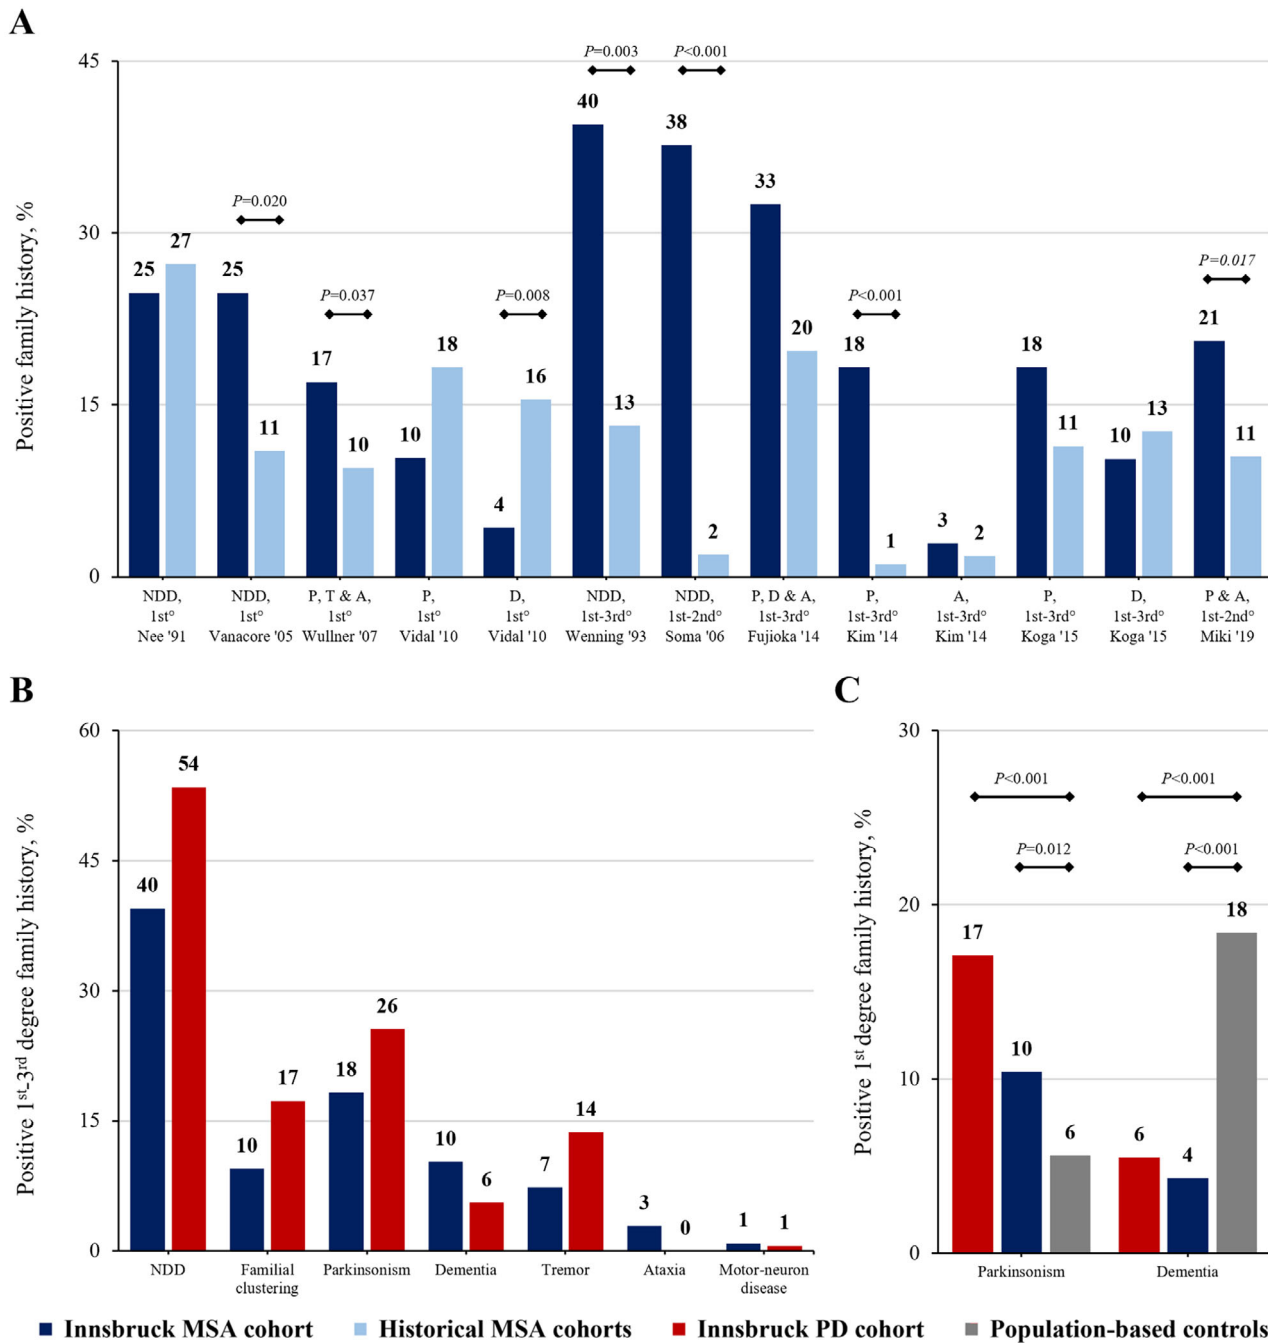 A
Positive family history, %
45
30
15
0
P=0.020
P=0.037
P=0.008
P=0.003
P<0.001
P<0.001
P=0.017
25 27
25 11
17 10
10 18
4 16
40 13
38 2
33 20
18 1
3 2
18 11
10 13
21 11
NDD,
1st°
Nee '91
NDD,
1st°
Vanacore '05
P, T & A,
1st°
Wullner '07
P,
1st°
Vidal '10
D,
1st°
Vidal '10
NDD,
1st-3rd°
Wenning '93
NDD,
1st-2nd°
Soma '06
P, D & A,
1st-3rd°
Fujioka '14
P,
1st-3rd°
Kim '14
A,
1st-3rd°
Kim '14
P,
1st-3rd°
Koga '15
D,
1st-3rd°
Koga '15
P & A,
1st-2nd°
Miki '19
B
Positive 1st-3rd degree family history, %
60
45
30
15
0
40 54
10 17
18 26
10 6
7 14
3 0
1 1
NDD
Familial
clustering
Parkinsonism
Dementia
Tremor
Ataxia
Motor-neuron
disease
C
Positive 1st degree family history, %
30
20
10
0
P<0.001
P=0.012
P<0.001
P<0.001
17 10 6
6 4 18
Parkinsonism
Dementia
Innsbruck MSA cohort
Historical MSA cohorts
Innsbruck PD cohort
Population-based controls